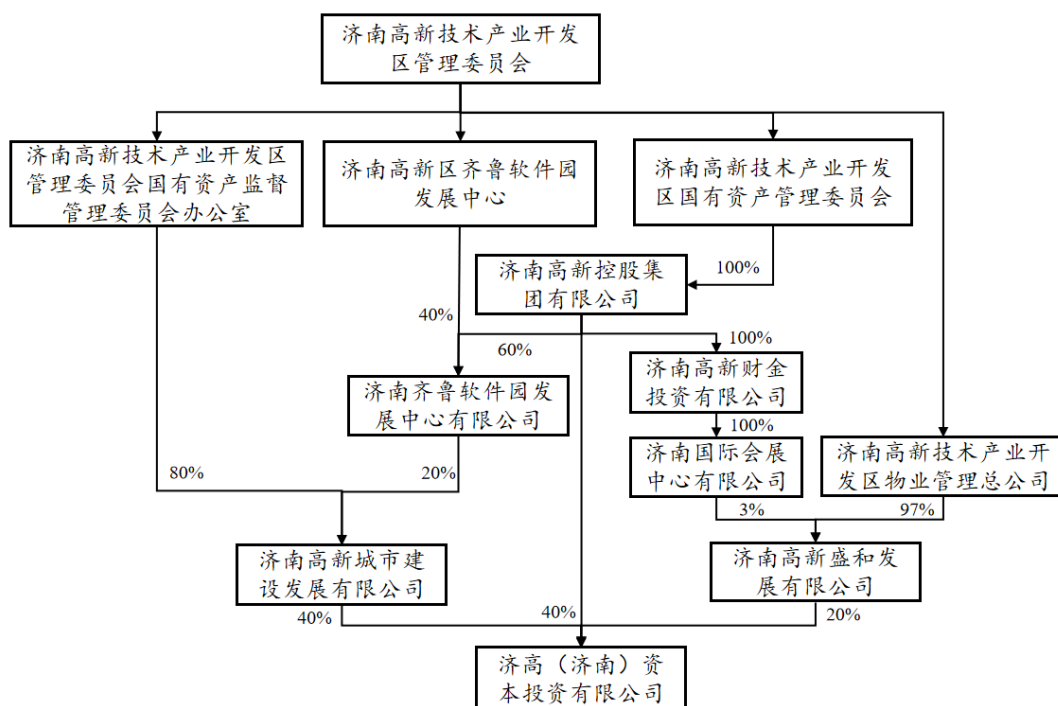 济南高新技术产业开发
区管理委员会
济南高新技术产业开发区
管理委员会国有资产监督
管理委员会办公室
济南高新区齐鲁软件园
发展中心
济南高新技术产业开发
区国有资产管理委员会
济南高新控股集
团有限公司
100%
40%
60%
100%
济南高新财金
投资有限公司
济南齐鲁软件园发
展中心有限公司
100%
济南国际会展
中心有限公司
济南高新技术产业开
发区物业管理总公司
80%
20%
3%
97%
济南高新城市建
设发展有限公司
济南高新盛和发
展有限公司
40%
40%
20%
济高（济南）资
本投资有限公司